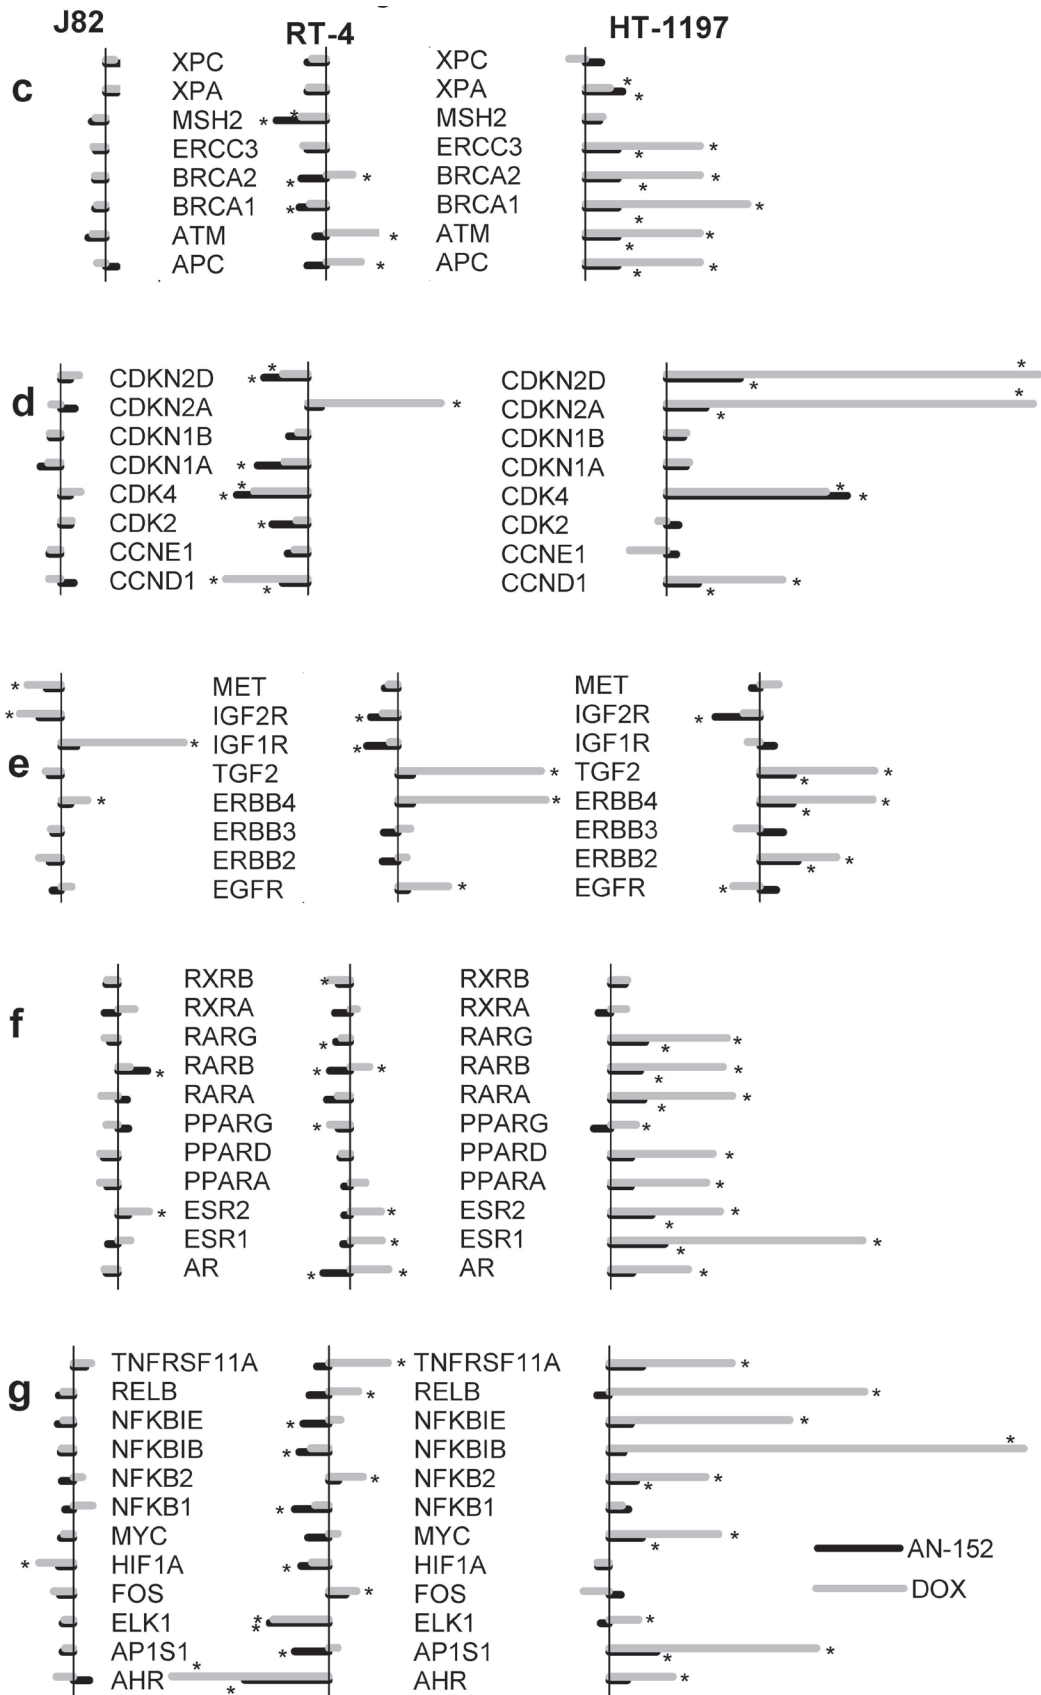 J82 RT-4 HT-1197
c
XPC XPC
XPA XPA * *
MSH2 * * MSH2
ERCC3 ERCC3 * *
BRCA2 * * BRCA2 * *
BRCA1 * BRCA1 * *
ATM * ATM * *
APC * APC * *
d
CDKN2D * * CDKN2D * *
CDKN2A * CDKN2A * *
CDKN1B CDKN1B
CDKN1A * CDKN1A
CDK4 * * CDK4 * *
CDK2 * CDK2
CCNE1 CCNE1
CCND1 * * CCND1 * *
e
* MET MET
* IGF2R * IGF2R *
* IGF1R * IGF1R
TGF2 * TGF2 * *
* ERBB4 * ERBB4 * *
ERBB3 ERBB3
ERBB2 ERBB2 * *
EGFR * EGFR *
f
RXRB * RXRB
RXRA RXRA
RARG * RARG * *
* RARB * * RARB * *
RARA RARA * *
PPARG * PPARG *
PPARD PPARD *
PPARA PPARA *
* ESR2 * ESR2 * *
ESR1 * ESR1 * *
AR * * AR *
g
TNFRSF11A * TNFRSF11A *
RELB * RELB *
NFKBIE * NFKBIE *
NFKBIB * NFKBIB *
NFKB2 * NFKB2 * *
NFKB1 * NFKB1
MYC MYC * *
* HIF1A * HIF1A
FOS * FOS
ELK1 * * ELK1 *
AP1S1 * AP1S1 * *
AHR * * AHR *
AN-152
DOX